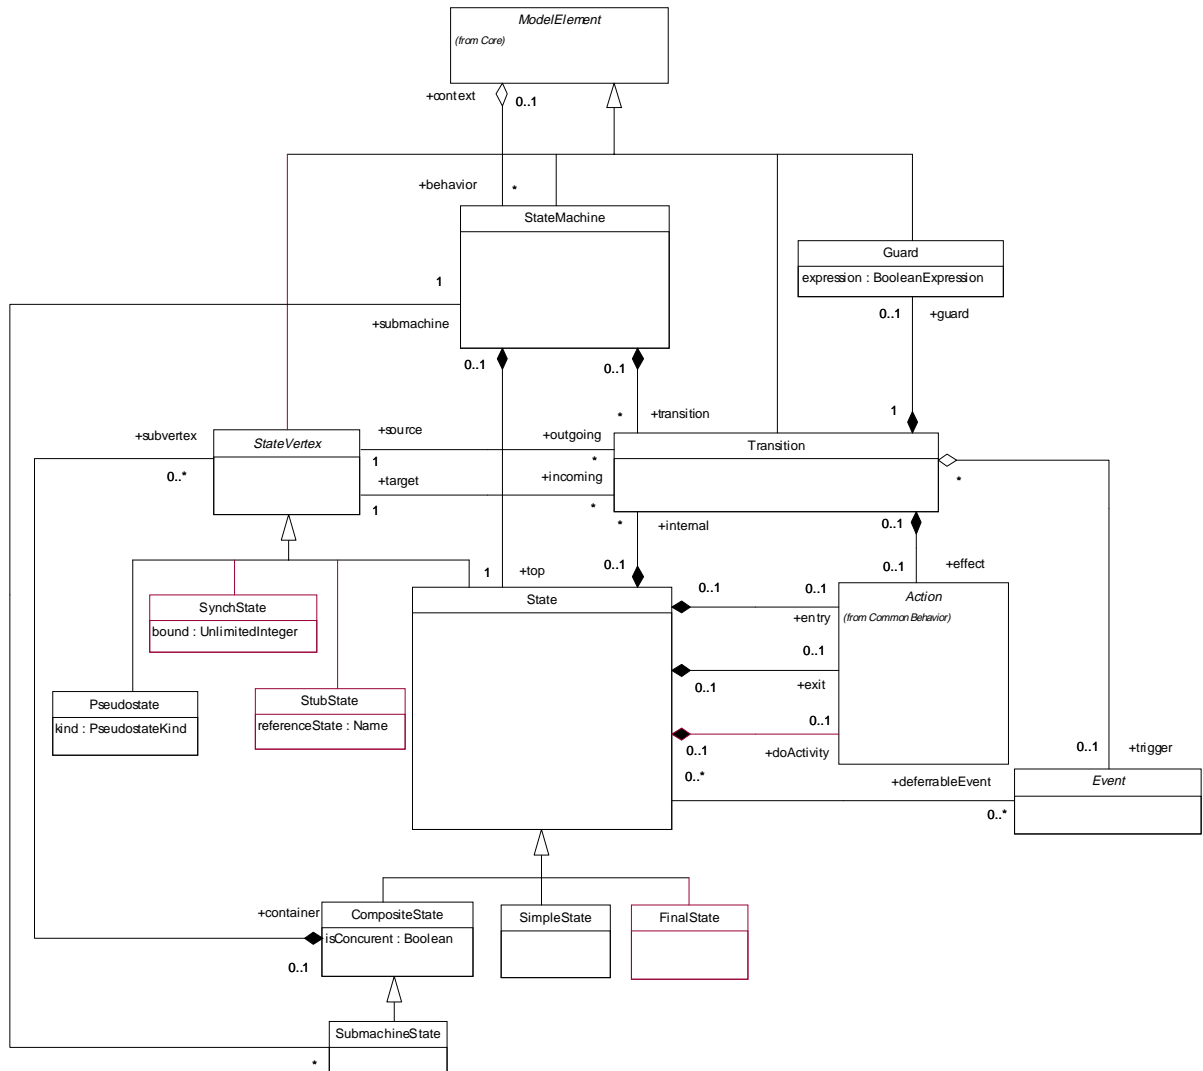 ModelElement
(from Core)
+context
0..1
+behavior
*
StateMachine
Guard
expression : BooleanExpression
1
+submachine
0..1
+guard
0..1
0..1
*
+transition
1
+subvertex
+source
+outgoing
StateVertex
Transition
0..*
1
*
+target
+incoming
*
1
*
*
+internal
0..1
0..1
1
+top
0..1
+effect
State
0..1
0..1
Action
SynchState
+entry
(from Common Behavior)
bound : UnlimitedInteger
0..1
0..1
+exit
Pseudostate
StubState
kind : PseudostateKind
referenceState : Name
0..1
0..1
+doActivity
0..1
+trigger
0..*
+deferrableEvent
Event
0..*
+container
CompositeState
SimpleState
FinalState
isConcurent : Boolean
0..1
SubmachineState
*